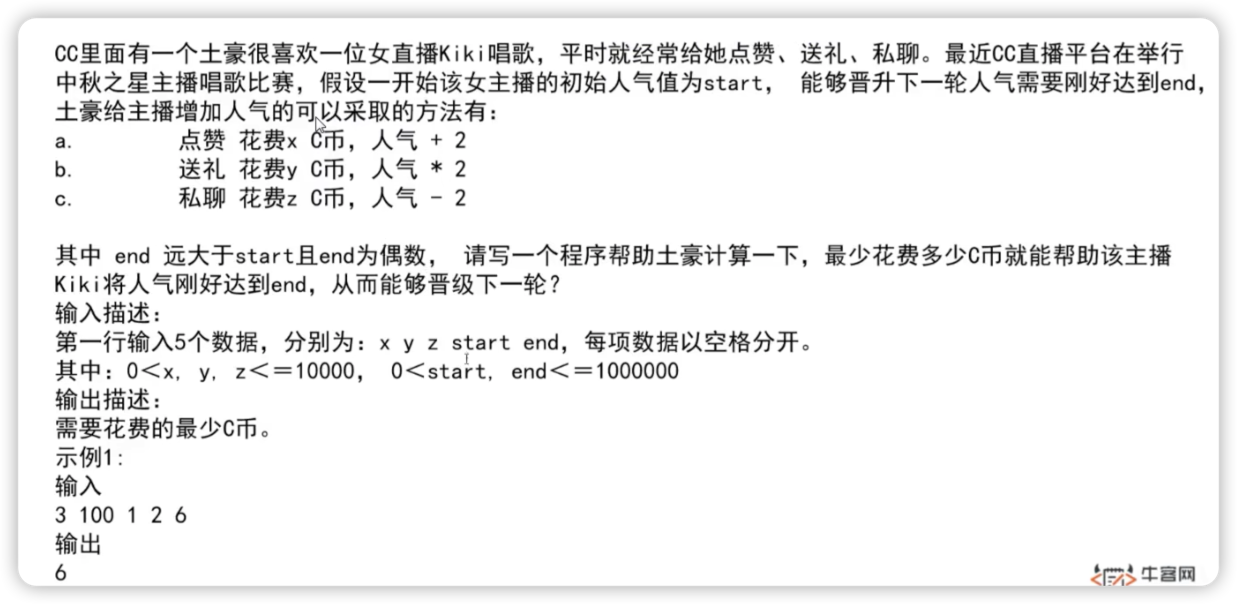 CC里面有一个土豪很喜欢一位女直播Kiki唱歌，平时就经常给她点赞、送礼、私聊。最近CC直播平台在举行
中秋之星主播唱歌比赛，假设一开始该女主播的初始人气值为start， 能够晋升下一轮人气需要刚好达到end，
土豪给主播增加人气的可以采取的方法有：
a. 点赞 花费x C币，人气 + 2
b. 送礼 花费y C币，人气 * 2
c. 私聊 花费z C币，人气 - 2
其中 end 远大于start且end为偶数， 请写一个程序帮助土豪计算一下，最少花费多少C币就能帮助该主播
Kiki将人气刚好达到end，从而能够晋级下一轮？
输入描述：
第一行输入5个数据，分别为：x y z start end，每项数据以空格分开。
其中：0＜x, y, z＜=10000， 0＜start, end＜=1000000
输出描述：
需要花费的最少C币。
示例1:
输入
3 100 1 2 6
输出
6
牛客网